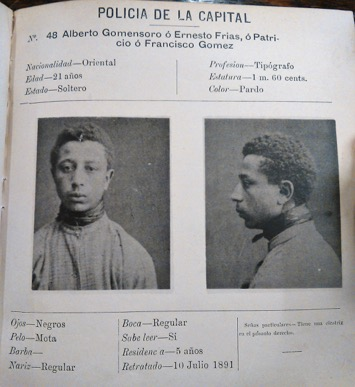 POLICIA DE LA CAPITAL
Nº. 48 Alberto Gomensoro ó Ernesto Frias, ó Patri-
cio ó Francisco Gomez
Nacionalidad—Oriental
Edad—21 años
Estado—Soltero
Profesion—Tipógrafo
Estatura—1 m. 60 cents.
Color—Pardo
Ojos—Negros
Pelo—Mota
Barba—
Nariz—Regular
Boca—Regular
Sabe leer—Si
Residenc a—5 años
Retratado—10 Julio 1891
Señas particulares—Tiene una cicatriz
en el pómulo derecho.